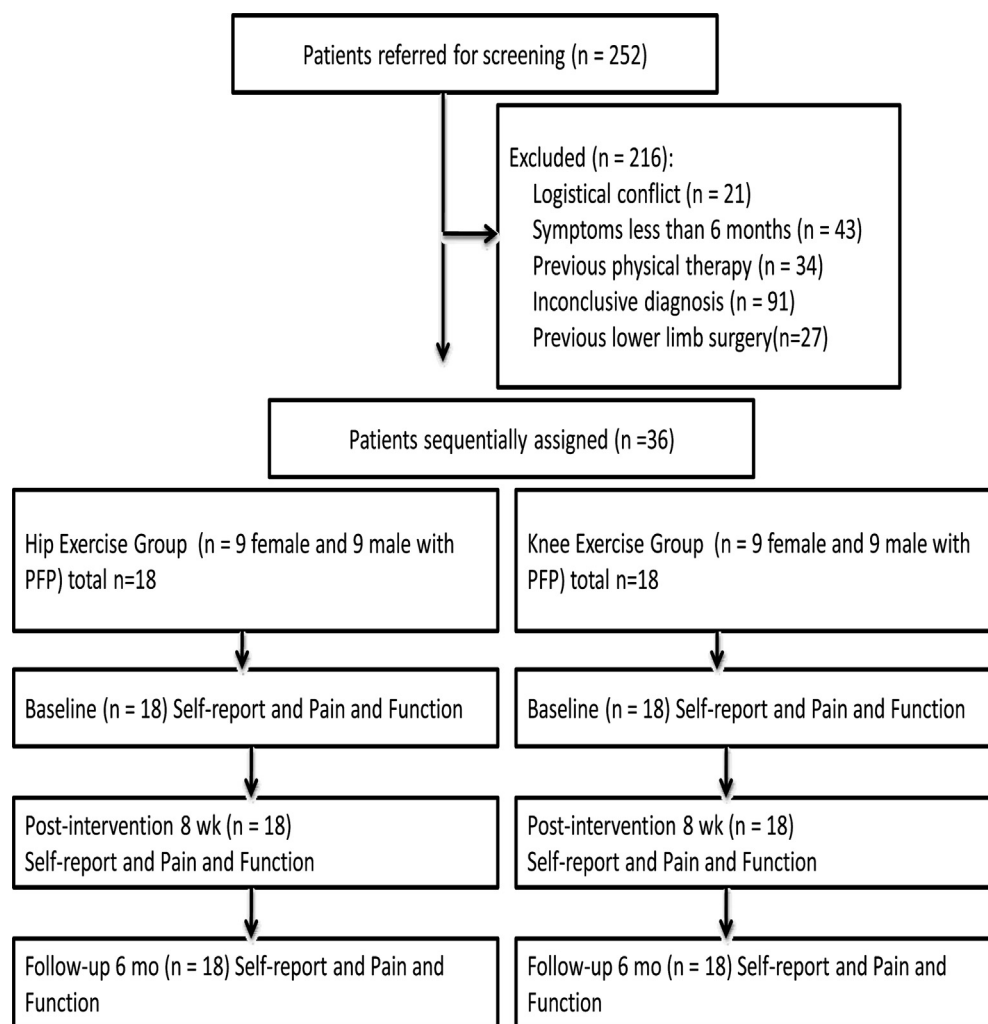 Patients referred for screening (n = 252)
Excluded (n = 216):
Logistical conflict (n = 21)
Symptoms less than 6 months (n = 43)
Previous physical therapy (n = 34)
Inconclusive diagnosis (n = 91)
Previous lower limb surgery(n=27)
Patients sequentially assigned (n =36)
Hip Exercise Group (n = 9 female and 9 male with
PFP) total n=18
Knee Exercise Group (n = 9 female and 9 male with
PFP) total n=18
Baseline (n = 18) Self-report and Pain and Function
Baseline (n = 18) Self-report and Pain and Function
Post-intervention 8 wk (n = 18)
Self-report and Pain and Function
Post-intervention 8 wk (n = 18)
Self-report and Pain and Function
Follow-up 6 mo (n = 18) Self-report and Pain and
Function
Follow-up 6 mo (n = 18) Self-report and Pain and
Function